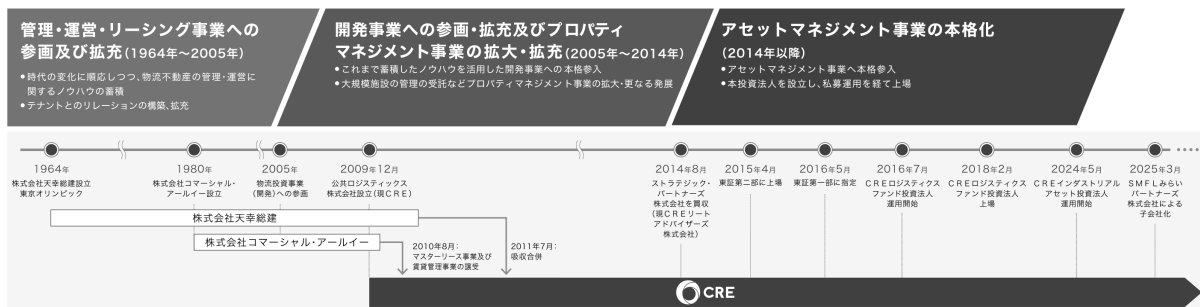 管理・運営・リーシング事業への
参画及び拡充(1964年～2005年)
●時代の変化に順応しつつ、物流不動産の管理・運営に
関するノウハウの蓄積
●テナントとのリレーションの構築、拡充
開発事業への参画・拡充及びプロパティ
マネジメント事業の拡大・拡充(2005年～2014年)
●これまで蓄積したノウハウを活用した開発事業への本格参入
●大規模施設の管理の受託などプロパティマネジメント事業の拡大・更なる発展
アセットマネジメント事業の本格化
(2014年以降)
●アセットマネジメント事業へ本格参入
●本投資法人を設立し、私募運用を経て上場
1964年
株式会社天幸総建設立
東京オリンピック
1980年
株式会社コマーシャル・
アールイー設立
2005年
物流投資事業
(開発)への参画
2009年12月
公共ロジスティックス
株式会社設立(現CRE)
2014年8月
ストラテジック・
パートナーズ
株式会社を買収
(現CREリート
アドバイザーズ
株式会社)
2015年4月
東証第二部に上場
2016年5月
東証第一部に指定
2016年7月
CREロジスティクス
ファンド投資法人
運用開始
2018年2月
CREロジスティクス
ファンド投資法人
上場
2024年5月
CREインダストリアル
アセット投資法人
運用開始
2025年3月
SMFLみらい
パートナーズ
株式会社による
子会社化
株式会社天幸総建
株式会社コマーシャル・アールイー
2010年8月:
マスターリース事業及び
賃貸管理事業の譲受
2011年7月:
吸収合併
CRE